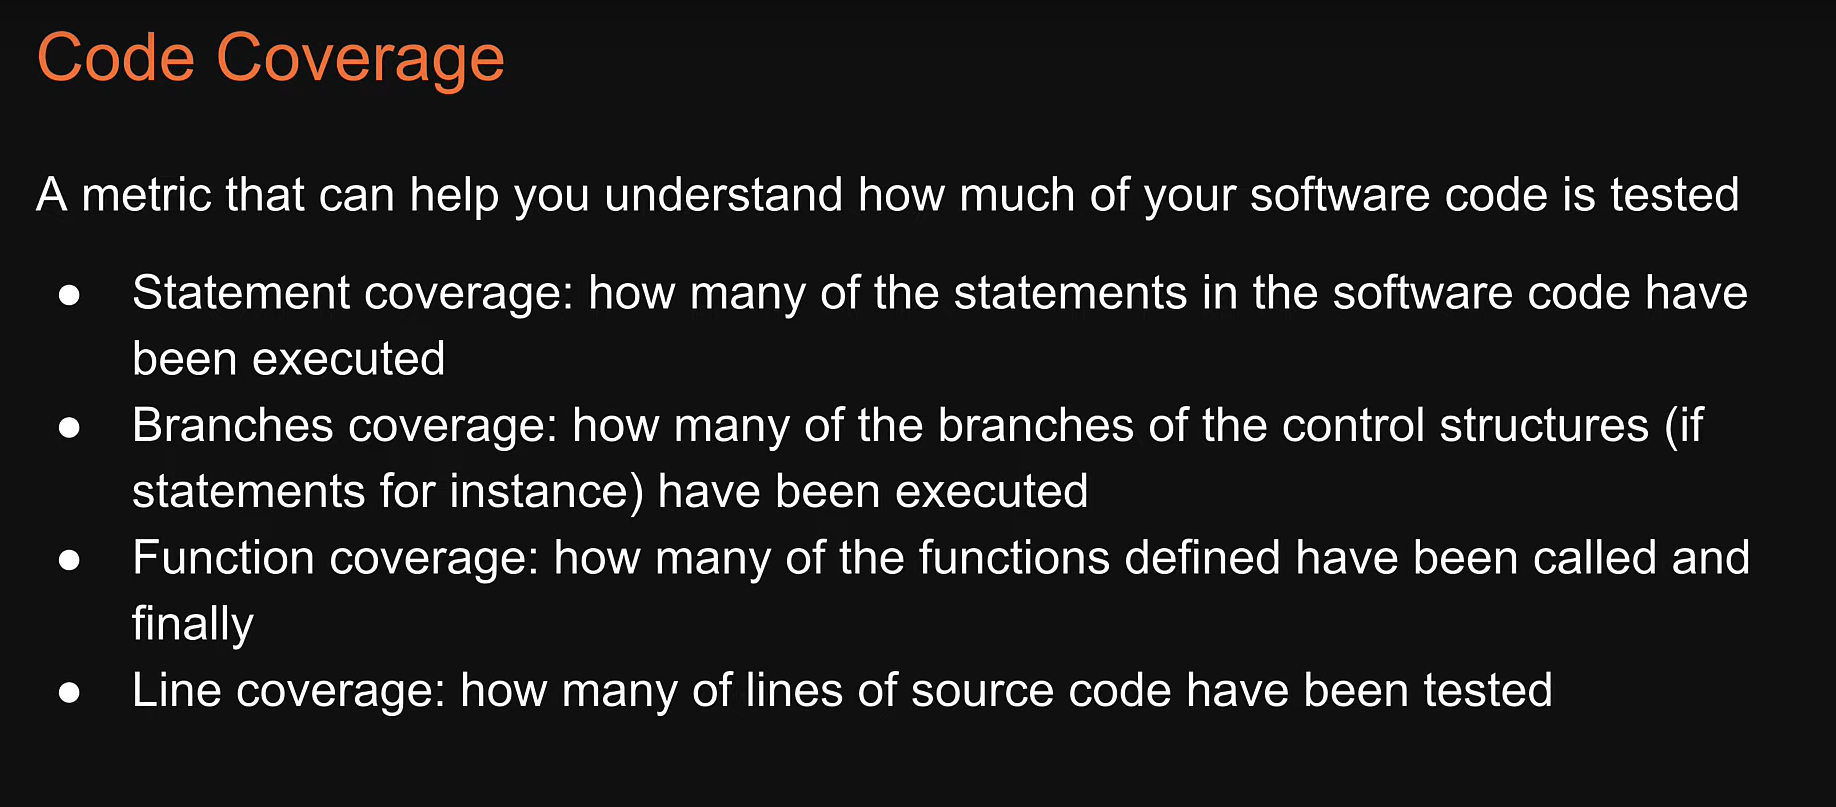 Code Coverage
A metric that can help you understand how much of your software code is tested
● Statement coverage: how many of the statements in the software code have
been executed
● Branches coverage: how many of the branches of the control structures (if
statements for instance) have been executed
● Function coverage: how many of the functions defined have been called and
finally
● Line coverage: how many of lines of source code have been tested